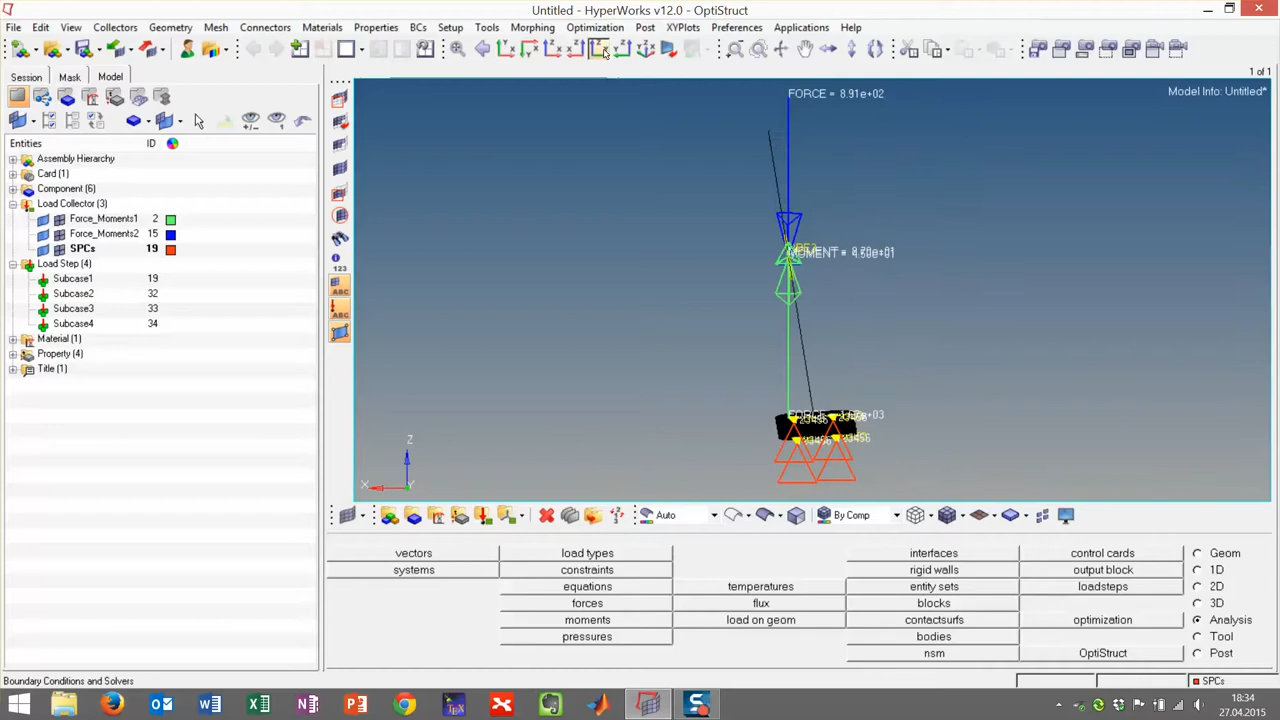 Untitled - HyperWorks v12.0 - OptiStruct
File Edit View Collectors Geometry Mesh Connectors Materials Properties BCs Setup Tools Morphing Optimization Post XYPlots Preferences Applications Help
Session Mask Model
1 of 1
Model Info: Untitled*
Entities ID
Assembly Hierarchy
Card (1)
Component (6)
Load Collector (3)
Force_Moments1 2
Force_Moments2 15
SPCs 19
Load Step (4)
Subcase1 19
Subcase2 32
Subcase3 33
Subcase4 34
Material (1)
Property (4)
Title (1)
123
ABC
ABC
FORCE = 8.91e+02
Z
X
Y
Auto
By Comp
vectors load types interfaces control cards Geom
systems constraints rigid walls output block 1D
equations temperatures entity sets loadsteps 2D
forces flux blocks 3D
moments load on geom contactsurfs optimization Analysis
pressures bodies Tool
nsm OptiStruct Post
Boundary Conditions and Solvers
SPCs
18:34
27.04.2015